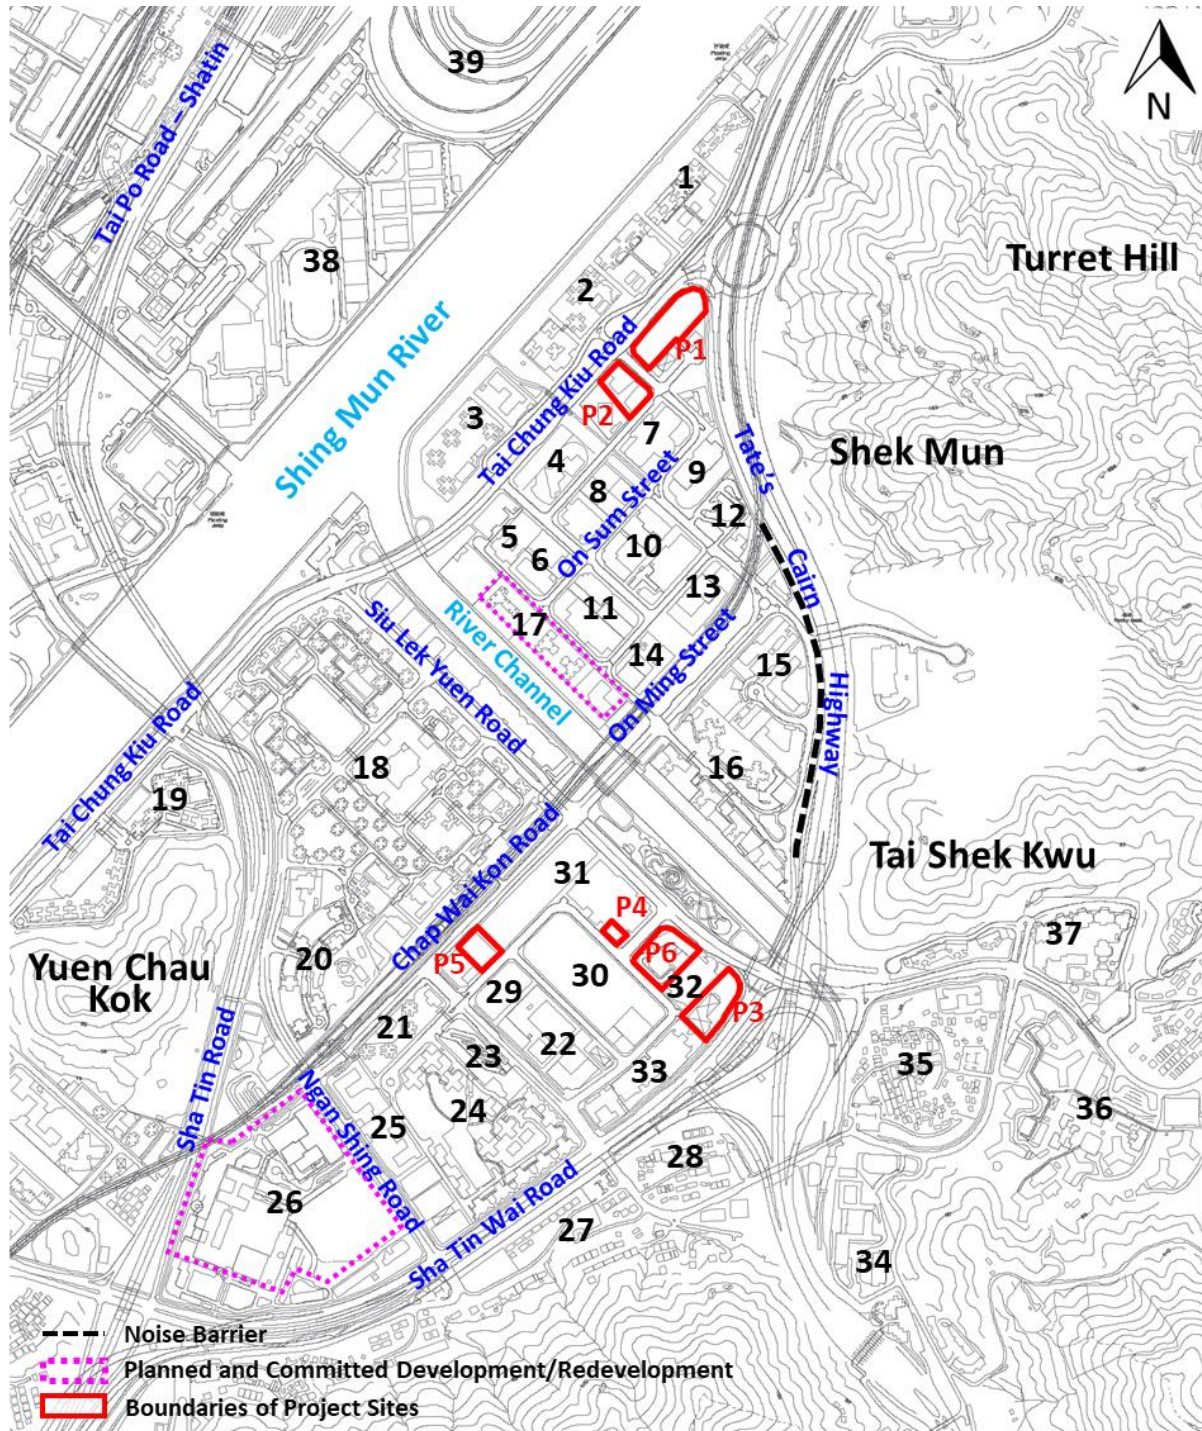 39
N
Tai Po Road – Shatin
1
38
Turret Hill
2
Shing Mun River
P1
Tai Chung Kiu Road
P2
3
7
Tate's
Shek Mun
4
9
8
On Sum Street
12
5
6
10
Cairn
13
11
River Channel
17
Siu Lek Yuen Road
14
On Ming Street
15
Highway
18
16
Tai Chung Kiu Road
19
Tai Shek Kwu
31
Chap Wai Kon Road
P4
37
P6
Yuen Chau
Kok
20
P5
30
32
29
P3
21
22
23
33
35
Sha Tin Road
Ngan Shing Road
24
25
36
28
26
27
Sha Tin Wai Road
34
Noise Barrier
Planned and Committed Development/Redevelopment
Boundaries of Project Sites